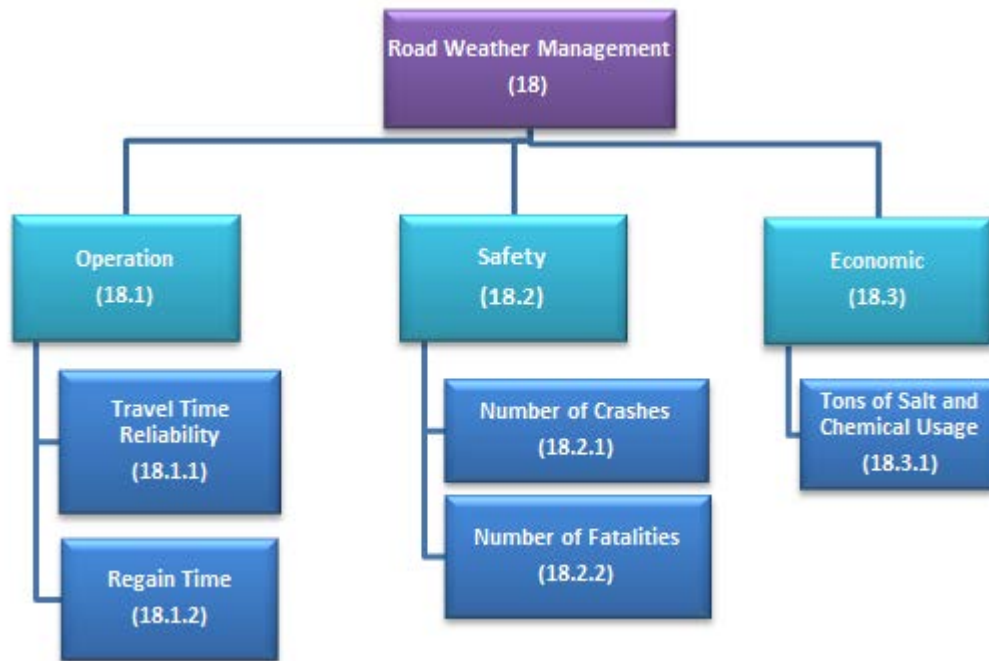 Road Weather Management
(18)
Operation
(18.1)
Travel Time
Reliability
(18.1.1)
Regain Time
(18.1.2)
Safety
(18.2)
Number of Crashes
(18.2.1)
Number of Fatalities
(18.2.2)
Economic
(18.3)
Tons of Salt and
Chemical Usage
(18.3.1)